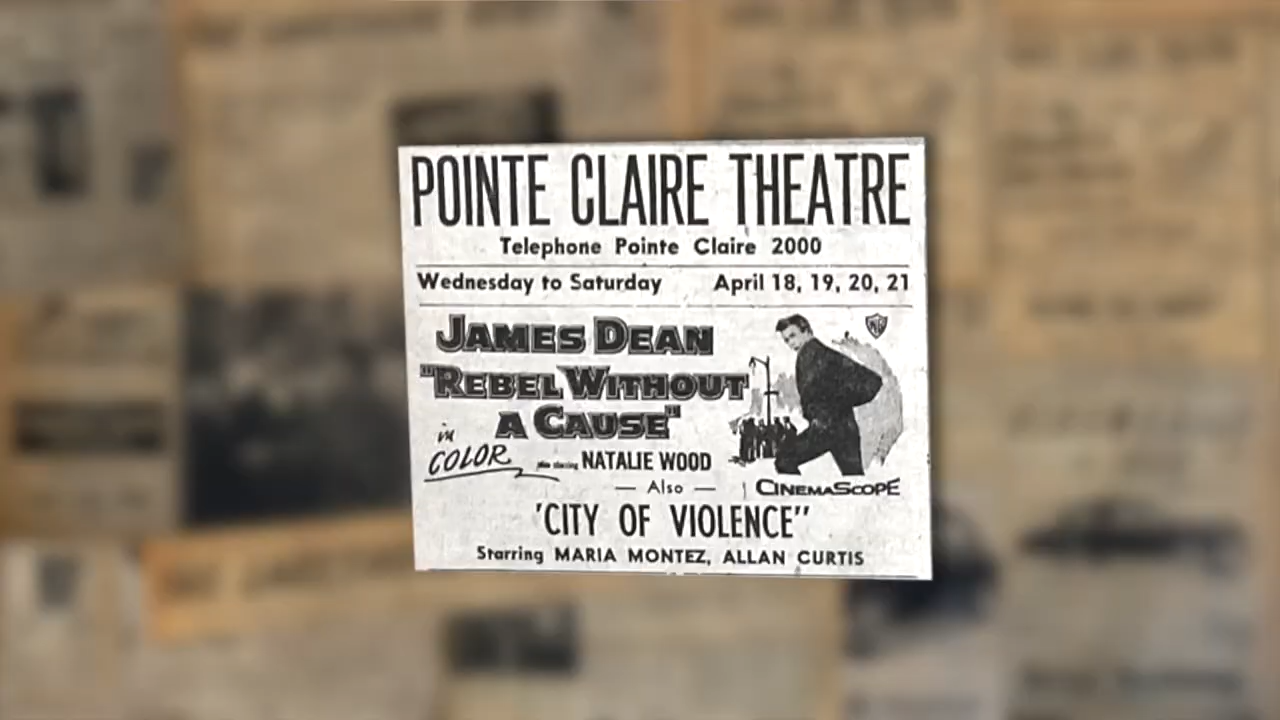 POINTE CLAIRE THEATRE
Telephone Pointe Claire 2000
Wednesday to Saturday April 18, 19, 20, 21
JAMES DEAN
"REBEL WITHOUT
A CAUSE"
WB
in
COLOR
NATALIE WOOD
— Also —
CINEMASCOPE
'CITY OF VIOLENCE"
Starring MARIA MONTEZ, ALLAN CURTIS